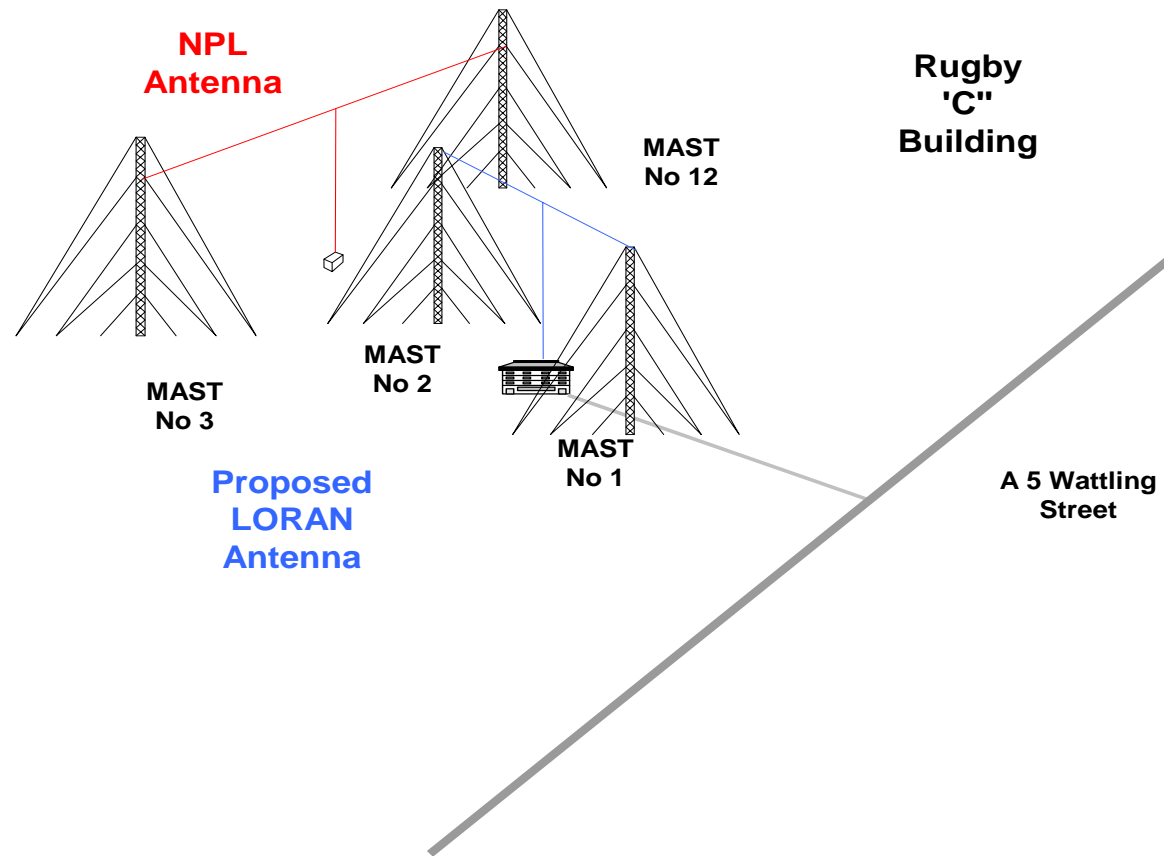 NPL
Antenna
Rugby
'C"
Building
MAST
No 12
MAST
No 2
MAST
No 3
MAST
No 1
Proposed
LORAN
Antenna
A 5 Wattling
Street